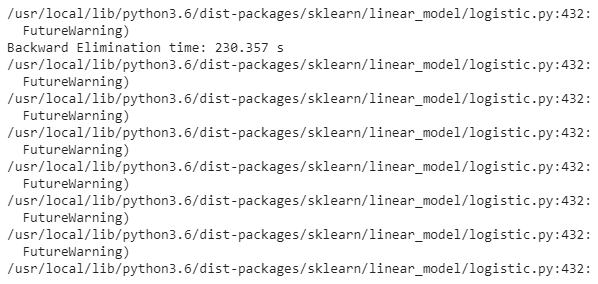 /usr/local/lib/python3.6/dist-packages/sklearn/linear_model/logistic.py:432:
  FutureWarning)
Backward Elimination time: 230.357 s
/usr/local/lib/python3.6/dist-packages/sklearn/linear_model/logistic.py:432:
  FutureWarning)
/usr/local/lib/python3.6/dist-packages/sklearn/linear_model/logistic.py:432:
  FutureWarning)
/usr/local/lib/python3.6/dist-packages/sklearn/linear_model/logistic.py:432:
  FutureWarning)
/usr/local/lib/python3.6/dist-packages/sklearn/linear_model/logistic.py:432:
  FutureWarning)
/usr/local/lib/python3.6/dist-packages/sklearn/linear_model/logistic.py:432:
  FutureWarning)
/usr/local/lib/python3.6/dist-packages/sklearn/linear_model/logistic.py:432:
  FutureWarning)
/usr/local/lib/python3.6/dist-packages/sklearn/linear_model/logistic.py:432: